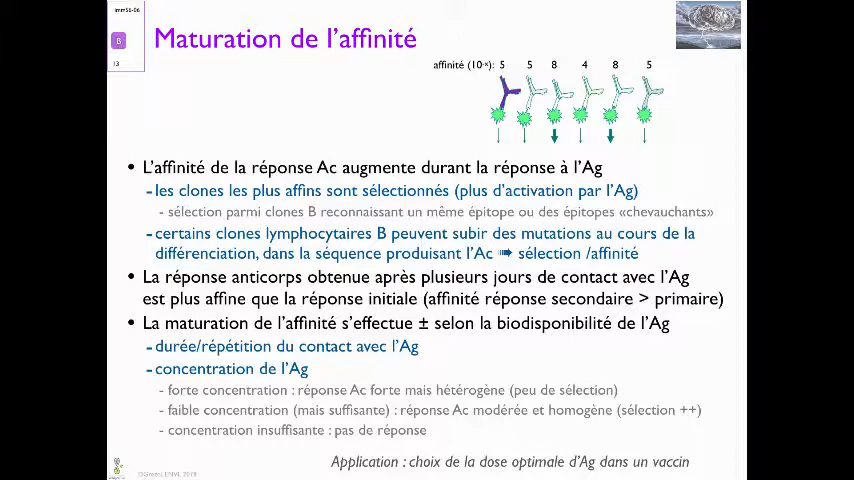 imm56-06
B
13
Maturation de l'affinité
affinité (10⁻ˣ): 5 5 8 4 8 5
• L'affinité de la réponse Ac augmente durant la réponse à l'Ag
- les clones les plus affins sont sélectionnés (plus d'activation par l'Ag)
- sélection parmi clones B reconnaissant un même épitope ou des épitopes «chevauchants»
- certains clones lymphocytaires B peuvent subir des mutations au cours de la
différenciation, dans la séquence produisant l'Ac ➠ sélection /affinité
• La réponse anticorps obtenue après plusieurs jours de contact avec l'Ag
est plus affine que la réponse initiale (affinité réponse secondaire > primaire)
• La maturation de l'affinité s'effectue ± selon la biodisponibilité de l'Ag
- durée/répétition du contact avec l'Ag
- concentration de l'Ag
- forte concentration : réponse Ac forte mais hétérogène (peu de sélection)
- faible concentration (mais suffisante) : réponse Ac modérée et homogène (sélection ++)
- concentration insuffisante : pas de réponse
Application : choix de la dose optimale d'Ag dans un vaccin